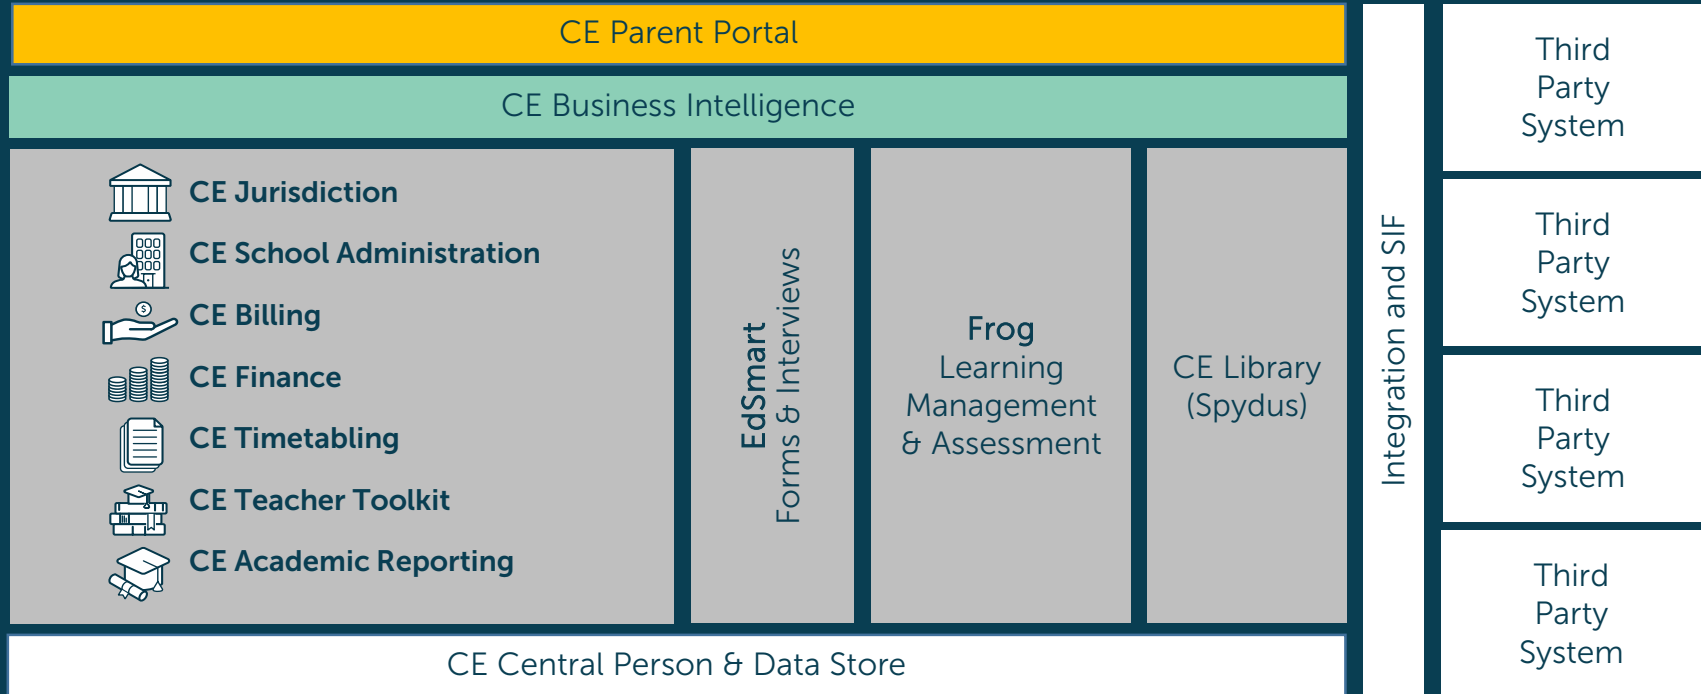 CE Parent Portal
CE Business Intelligence
CE Jurisdiction
CE School Administration
$
CE Billing
CE Finance
CE Timetabling
CE Teacher Toolkit
CE Academic Reporting
EdSmart
Forms & Interviews
Frog
Learning
Management
& Assessment
CE Library
(Spydus)
CE Central Person & Data Store
Integration and SIF
Third
Party
System
Third
Party
System
Third
Party
System
Third
Party
System